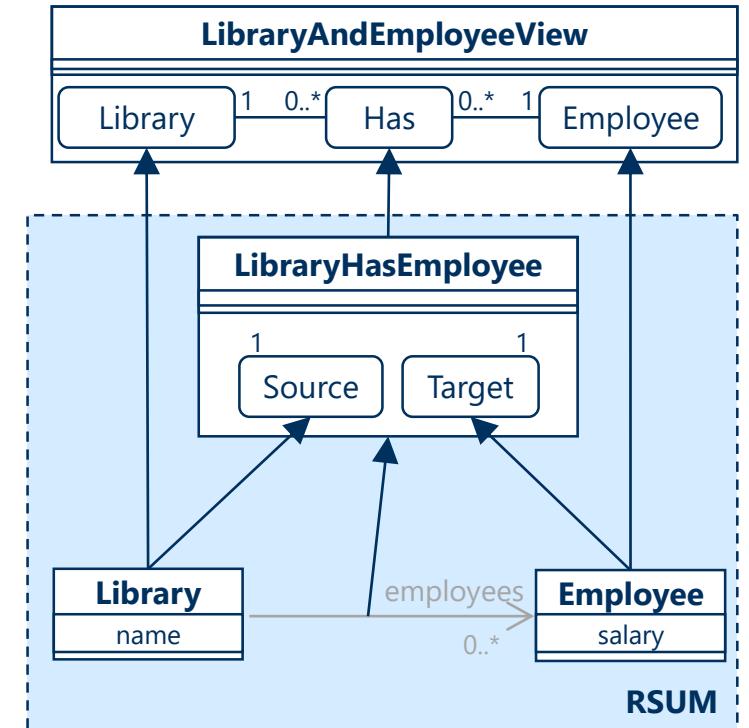 LibraryAndEmployeeView
Library 1 0..* Has 0..* 1 Employee
LibraryHasEmployee
1 1
Source Target
Library employees Employee
name 0..* salary
RSUM